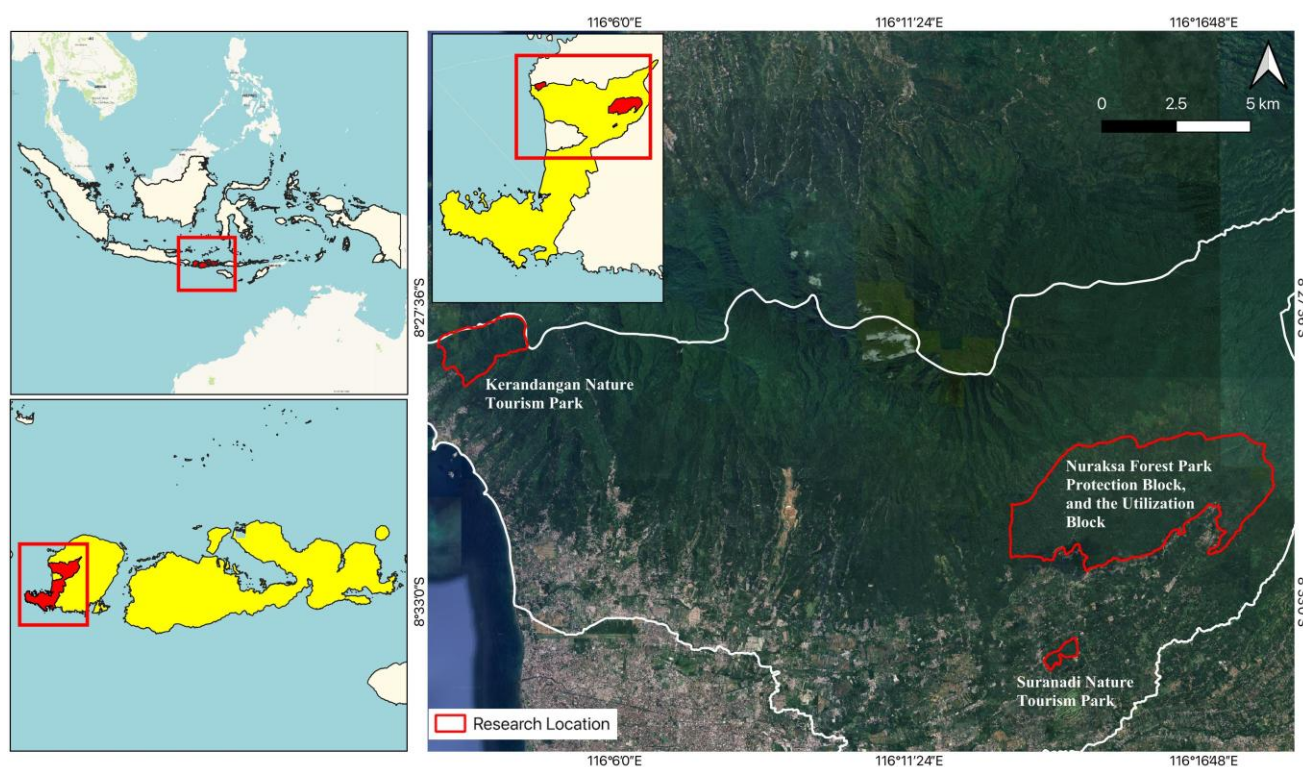 116°6′0″E
116°11′24″E
116°16′48″E
0
2.5
5 km
8°27′36″S
8°27′36″S
Kerandangan Nature
Tourism Park
Nuraksa Forest Park
Protection Block,
and the Utilization
Block
8°33′0″S
8°33′0″S
Suranadi Nature
Tourism Park
Research Location
116°6′0″E
116°11′24″E
116°16′48″E